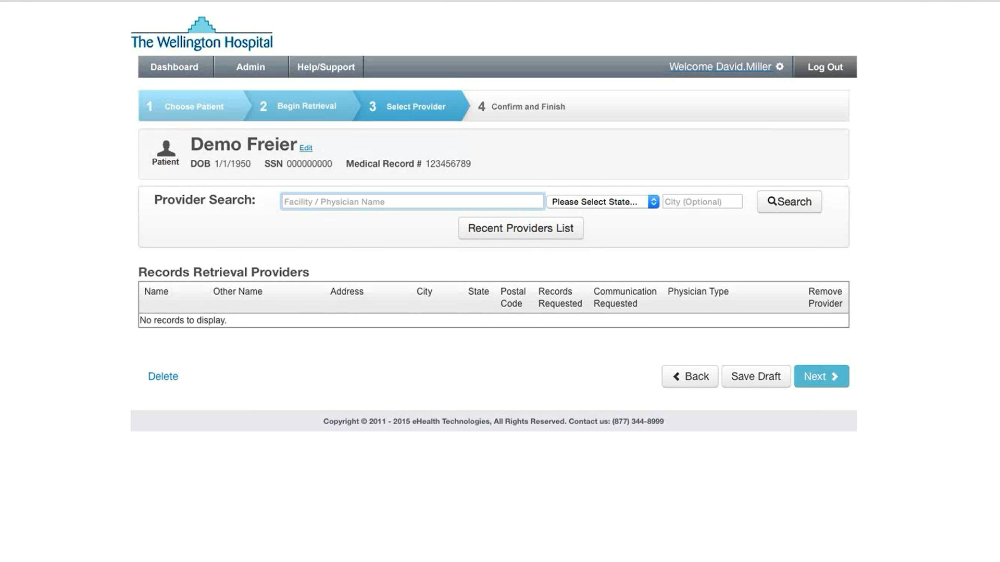 The Wellington Hospital
Dashboard Admin Help/Support Welcome David.Miller Log Out
1 Choose Patient 2 Begin Retrieval 3 Select Provider 4 Confirm and Finish
Demo Freier Edit
Patient
DOB 1/1/1950 SSN 000000000 Medical Record # 123456789
Provider Search: Facility / Physician Name Please Select State... City (Optional) Search
Recent Providers List
Records Retrieval Providers
Name Other Name Address City State Postal Code Records Requested Communication Requested Physician Type Remove Provider
No records to display.
Delete Back Save Draft Next
Copyright © 2011 - 2015 eHealth Technologies, All Rights Reserved. Contact us: (877) 344-8999